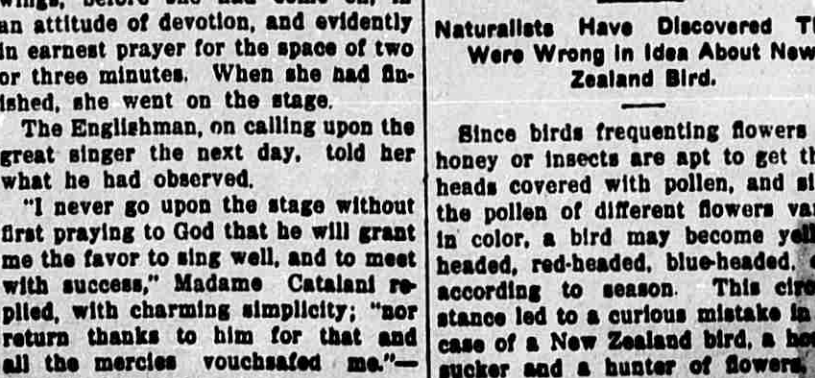 an attitude of devotion, and evidently
in earnest prayer for the space of two
or three minutes. When she had fin-
ished, she went on the stage.
The Englishman, on calling upon the
great singer the next day, told her
what he had observed.
"I never go upon the stage without
first praying to God that he will grant
me the favor to sing well, and to meet
with success," Madame Catalani re-
plied, with charming simplicity; "nor
return thanks to him for that and
all the mercies vouchsafed me."—
Naturalists Have Discovered
Were Wrong in Idea About New
Zealand Bird.
Since birds frequenting flowers
honey or insects are apt to get
heads covered with pollen, and
the pollen of different flowers
in color, a bird may become
headed, red-headed, blue-headed,
according to season. This
stance led to a curious mistake in
case of a New Zealand bird, a
sucker and a hunter of flowers,